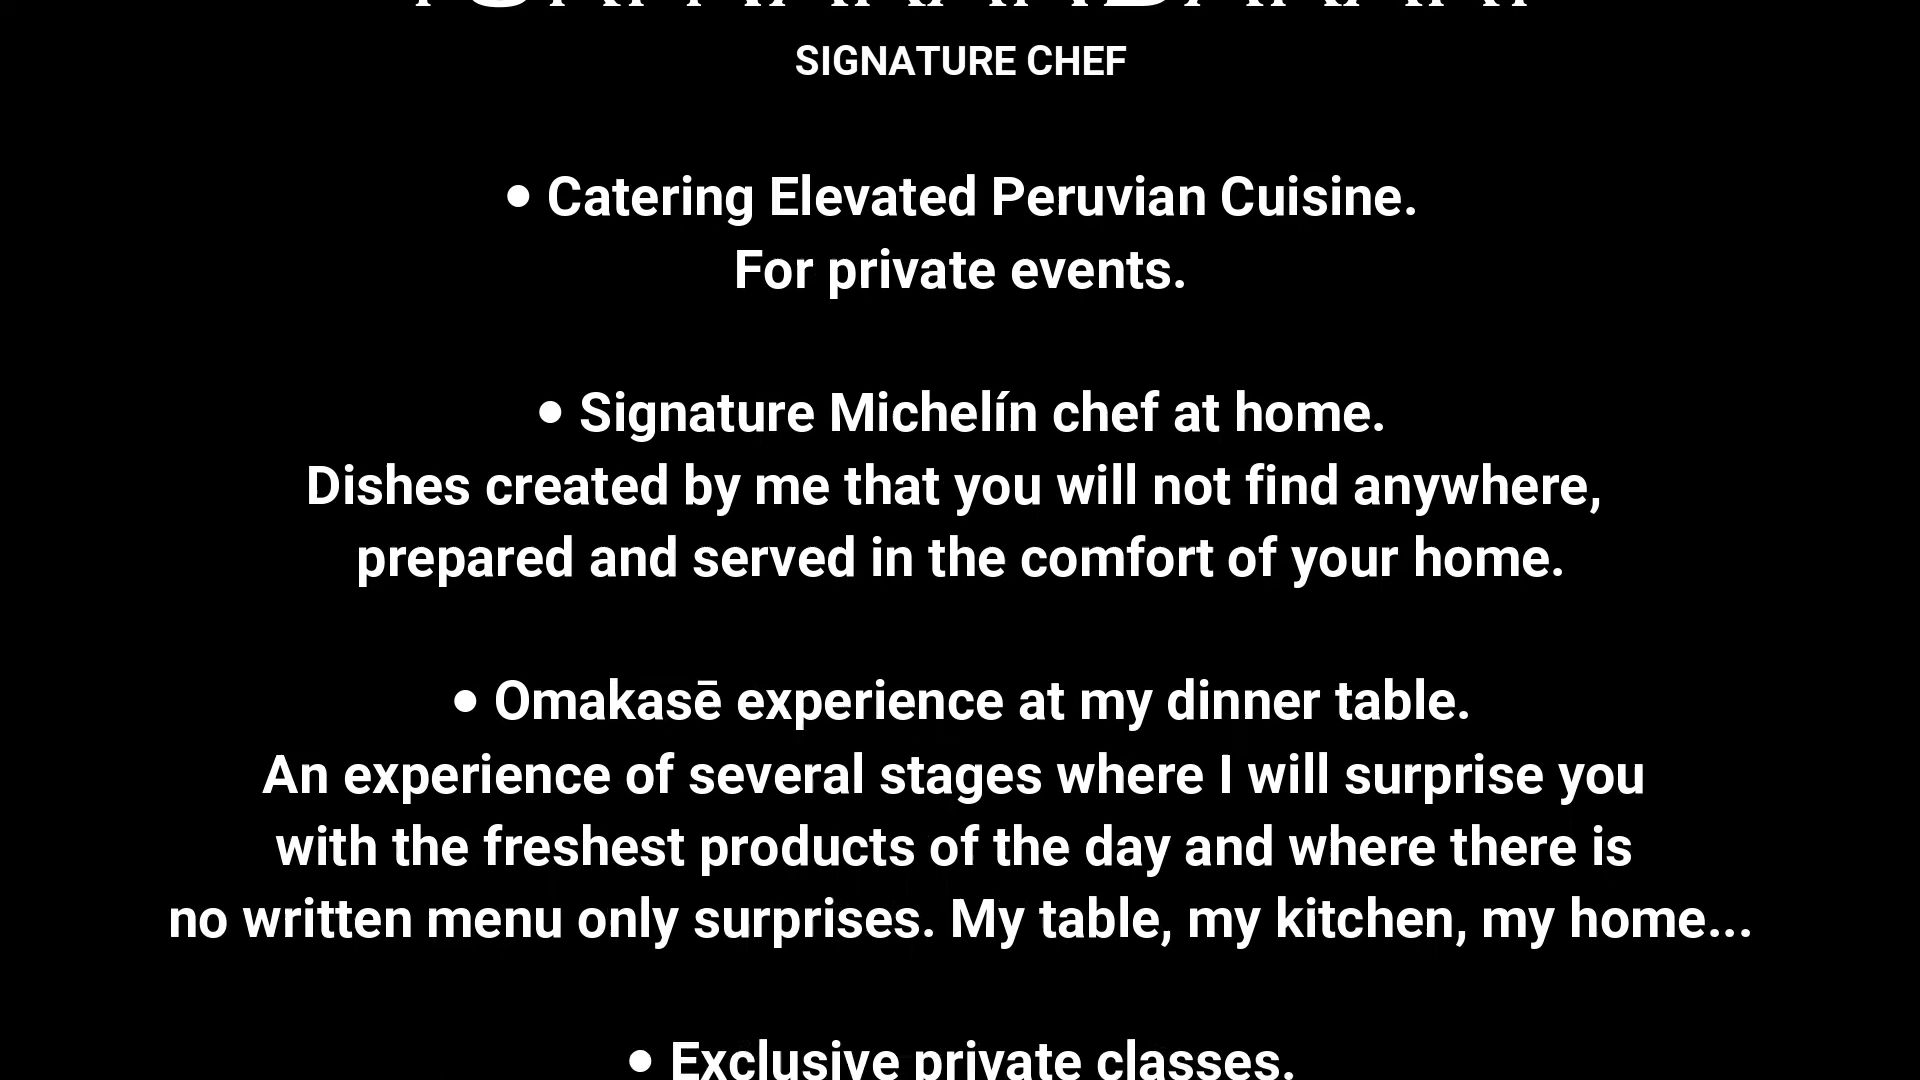 SIGNATURE CHEF
• Catering Elevated Peruvian Cuisine.
For private events.
• Signature Michelín chef at home.
Dishes created by me that you will not find anywhere,
prepared and served in the comfort of your home.
• Omakasē experience at my dinner table.
An experience of several stages where I will surprise you
with the freshest products of the day and where there is
no written menu only surprises. My table, my kitchen, my home...
• Exclusive private classes.